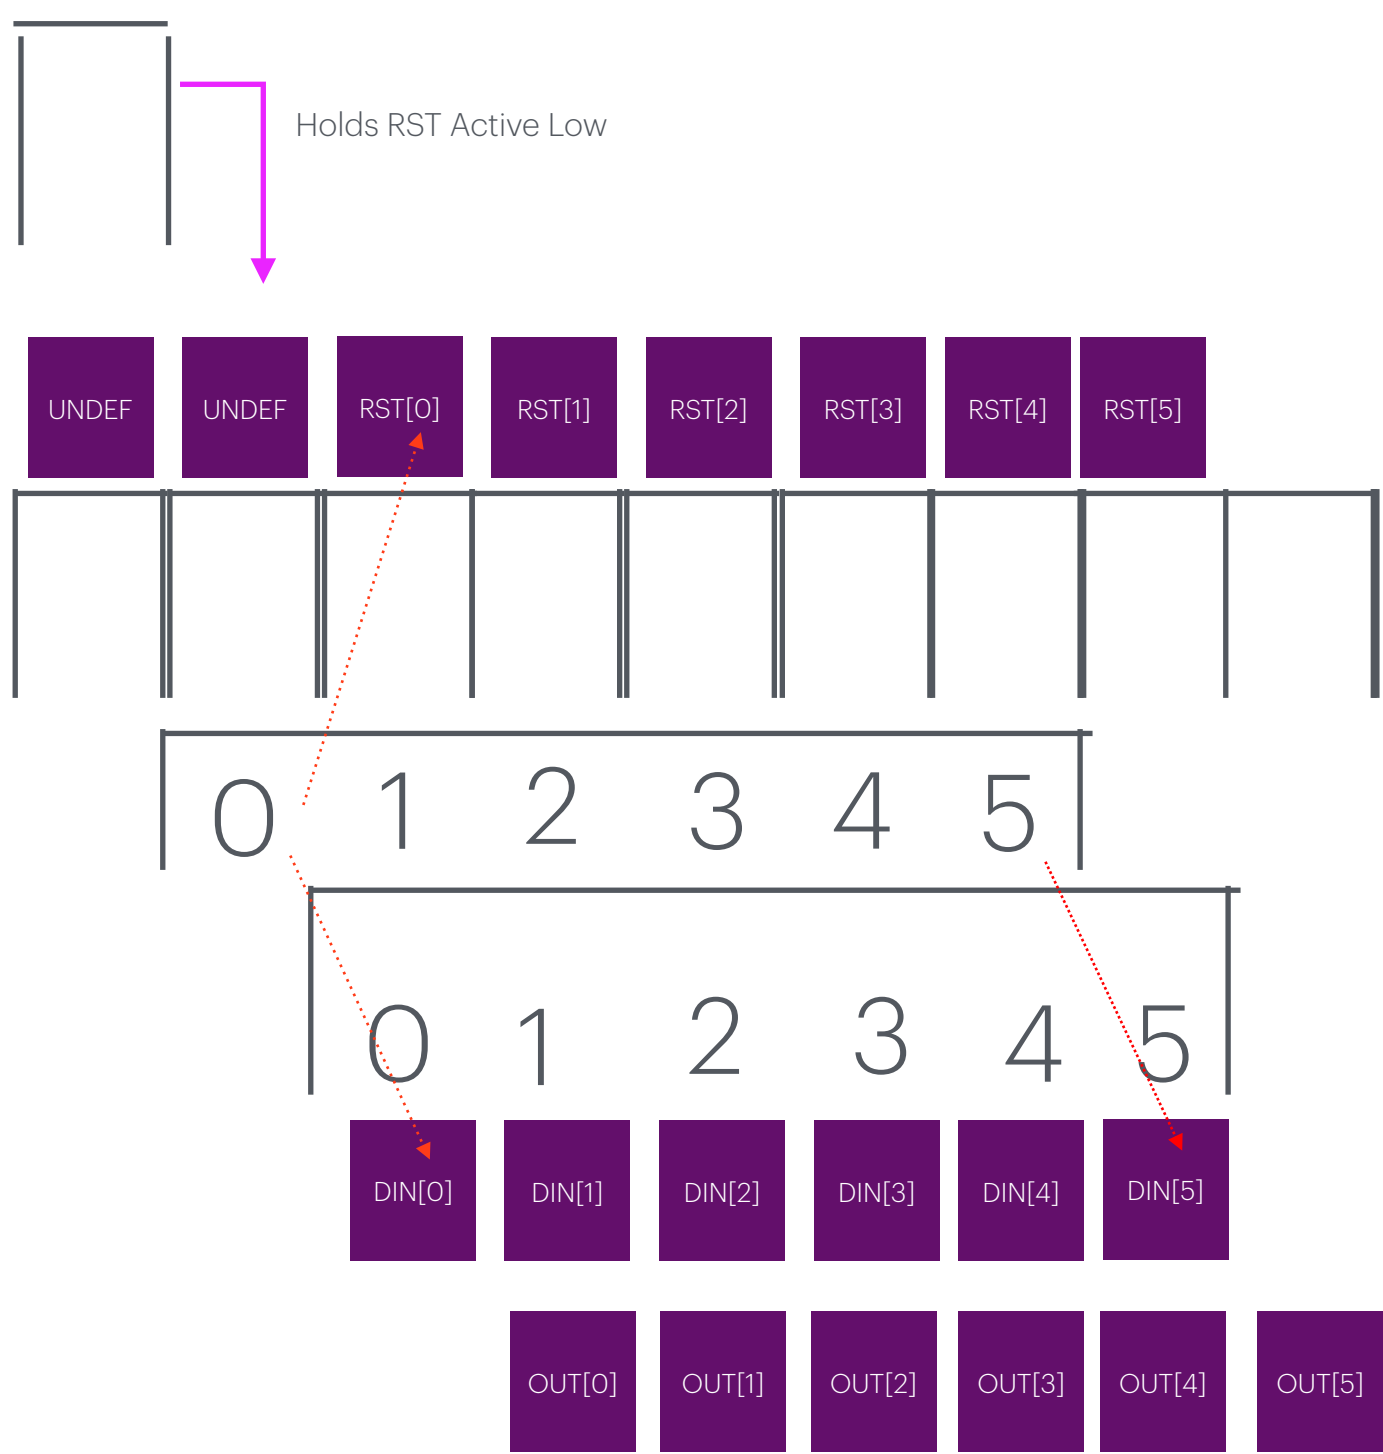 Holds RST Active Low
UNDEF UNDEF RST[0] RST[1] RST[2] RST[3] RST[4] RST[5]
0 1 2 3 4 5
0 1 2 3 4 5
DIN[0] DIN[1] DIN[2] DIN[3] DIN[4] DIN[5]
OUT[0] OUT[1] OUT[2] OUT[3] OUT[4] OUT[5]